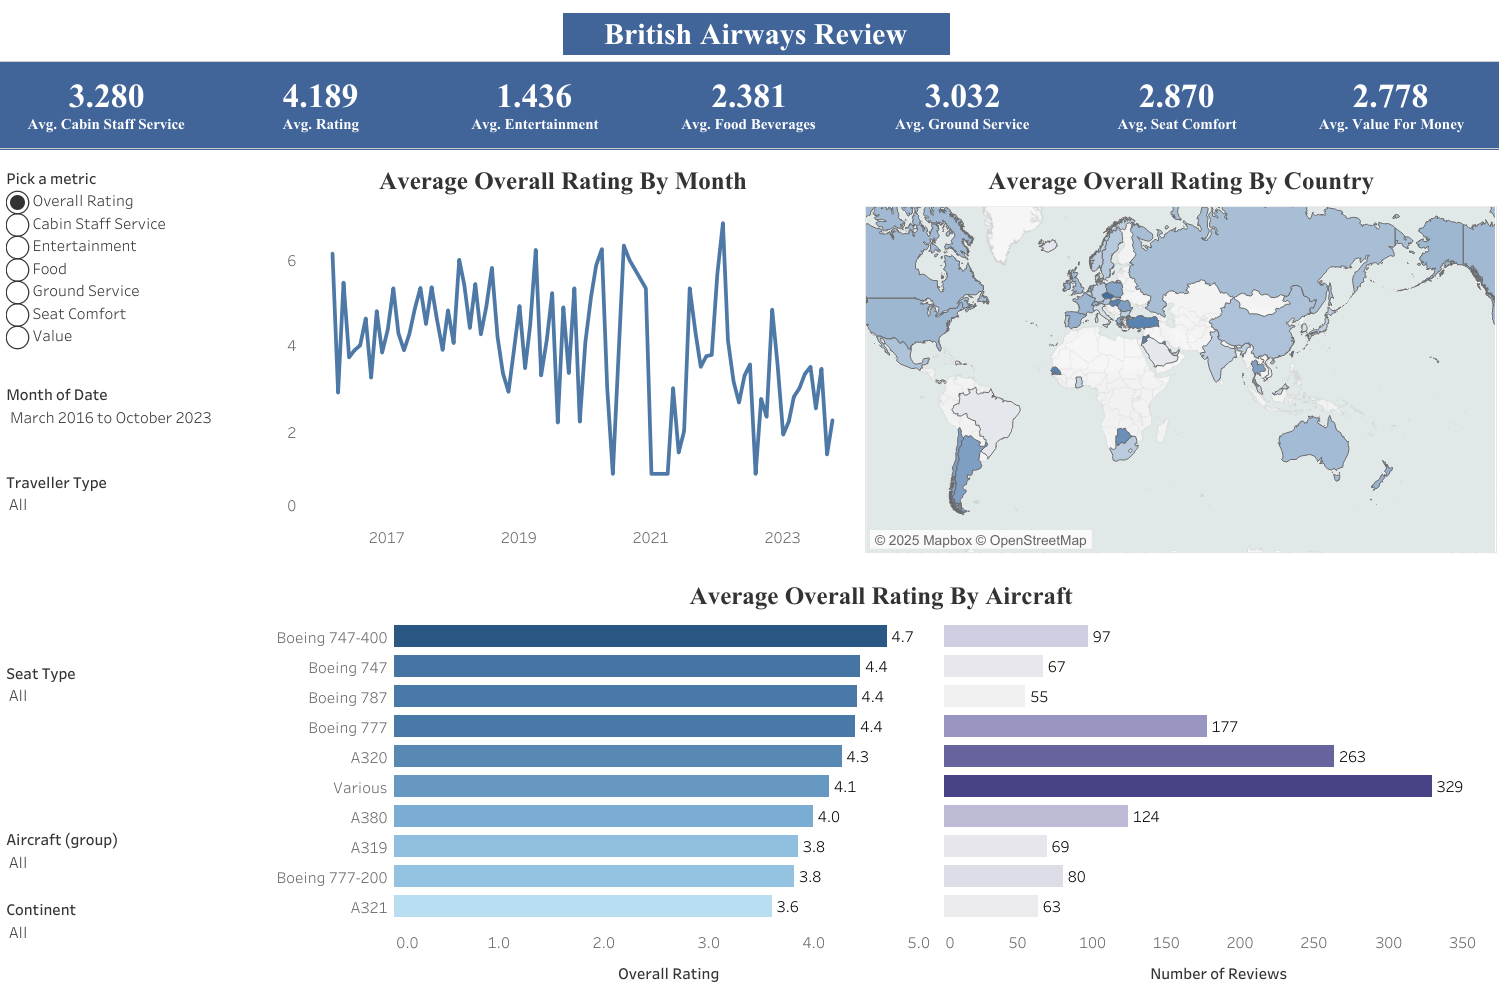 British Airways Review
3.280
Avg. Cabin Staff Service
4.189
Avg. Rating
1.436
Avg. Entertainment
2.381
Avg. Food Beverages
3.032
Avg. Ground Service
2.870
Avg. Seat Comfort
2.778
Avg. Value For Money
Pick a metric
Overall Rating
Cabin Staff Service
Entertainment
Food
Ground Service
Seat Comfort
Value
Month of Date
March 2016 to October 2023
Traveller Type
All
Seat Type
All
Aircraft (group)
All
Continent
All
Average Overall Rating By Month
6
4
2
0
2017 2019 2021 2023
Average Overall Rating By Country
© 2025 Mapbox © OpenStreetMap
Average Overall Rating By Aircraft
Boeing 747-400 4.7 97
Boeing 747 4.4 67
Boeing 787 4.4 55
Boeing 777 4.4 177
A320 4.3 263
Various 4.1 329
A380 4.0 124
A319 3.8 69
Boeing 777-200 3.8 80
A321 3.6 63
0.0 1.0 2.0 3.0 4.0 5.0 0 50 100 150 200 250 300 350
Overall Rating Number of Reviews